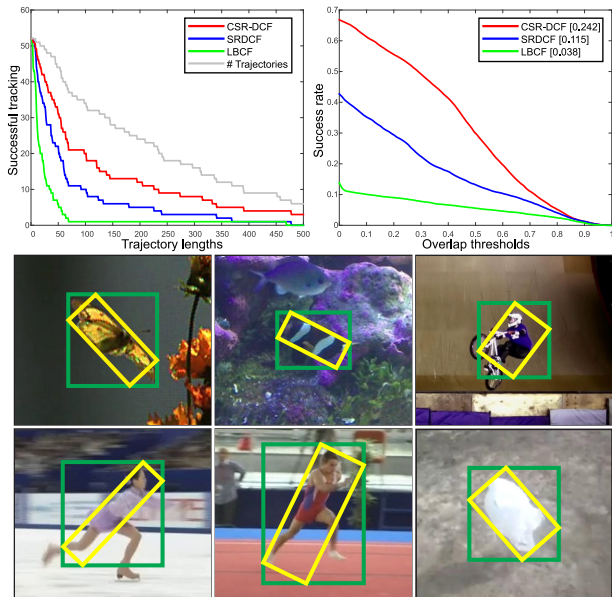 60
50
40
30
20
10
0
Successful tracking
CSR-DCF
SRDCF
LBCF
# Trajectories
0 50 100 150 200 250 300 350 400 450 500
Trajectory lengths
0.7
0.6
0.5
0.4
0.3
0.2
0.1
0
Success rate
CSR-DCF [0.242]
SRDCF [0.115]
LBCF [0.038]
0 0.1 0.2 0.3 0.4 0.5 0.6 0.7 0.8 0.9 1.0
Overlap thresholds